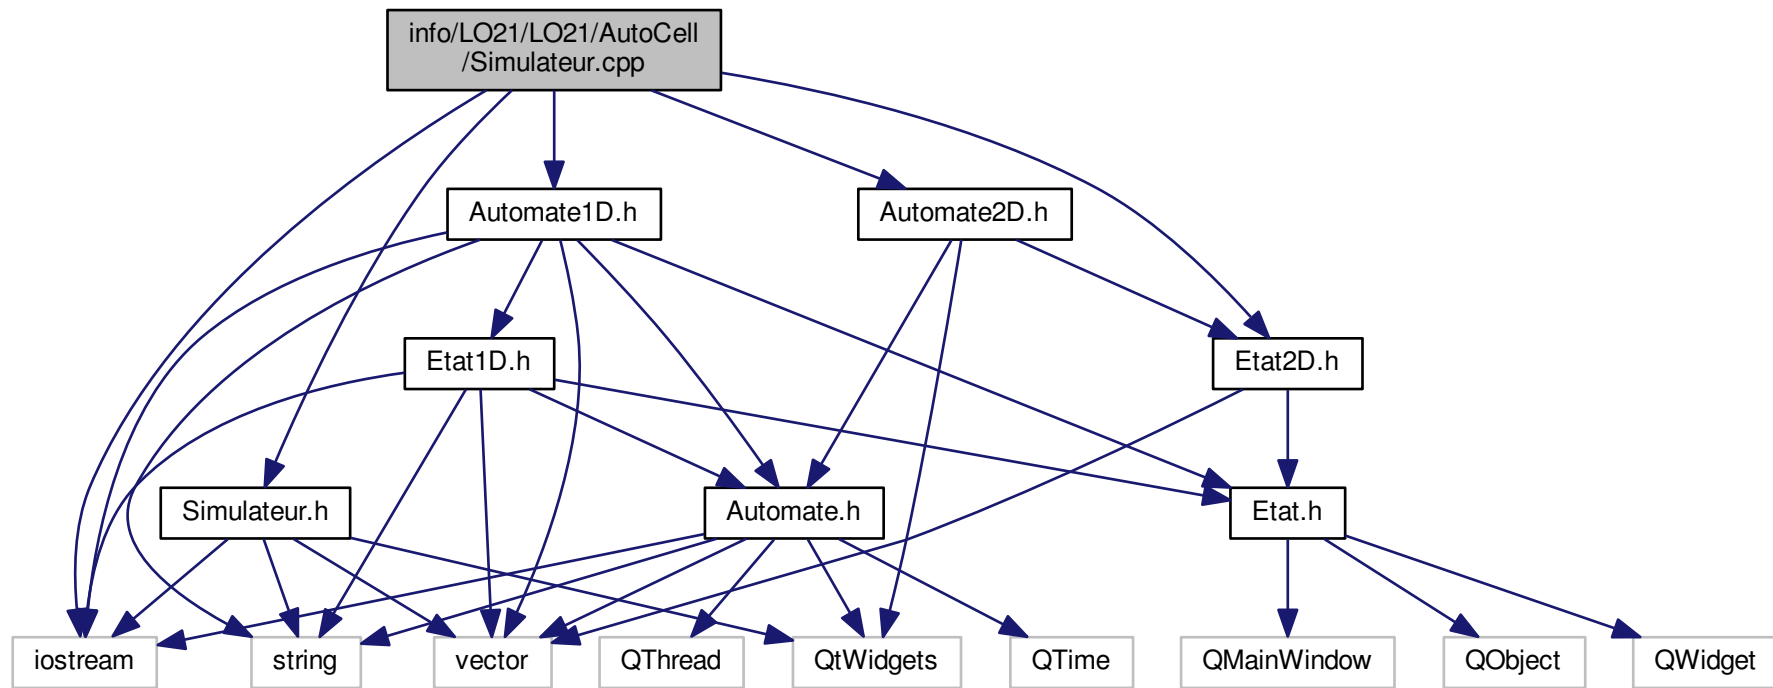 info/LO21/LO21/AutoCell
/Simulateur.cpp
Automate1D.h
Automate2D.h
Etat1D.h
Etat2D.h
Simulateur.h
Automate.h
Etat.h
iostream
string
vector
QThread
QtWidgets
QTime
QMainWindow
QObject
QWidget